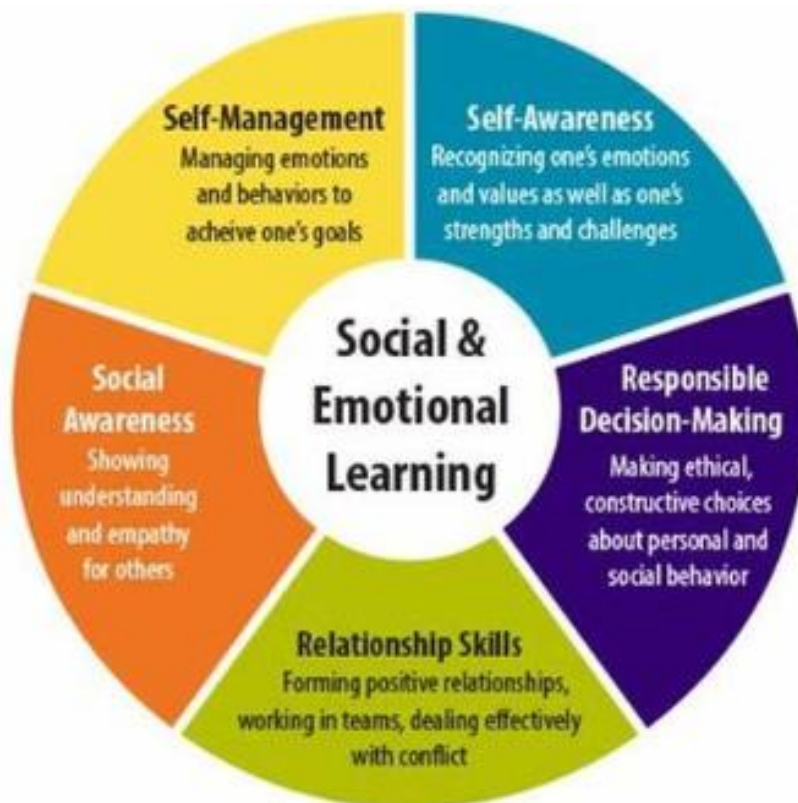 Self-Management
Managing emotions
and behaviors to
acheive one's goals
Self-Awareness
Recognizing one's emotions
and values as well as one's
strengths and challenges
Social &
Emotional
Learning
Social
Awareness
Showing
understanding
and empathy
for others
Responsible
Decision-Making
Making ethical,
constructive choices
about personal and
social behavior
Relationship Skills
Forming positive relationships,
working in teams, dealing effectively
with conflict